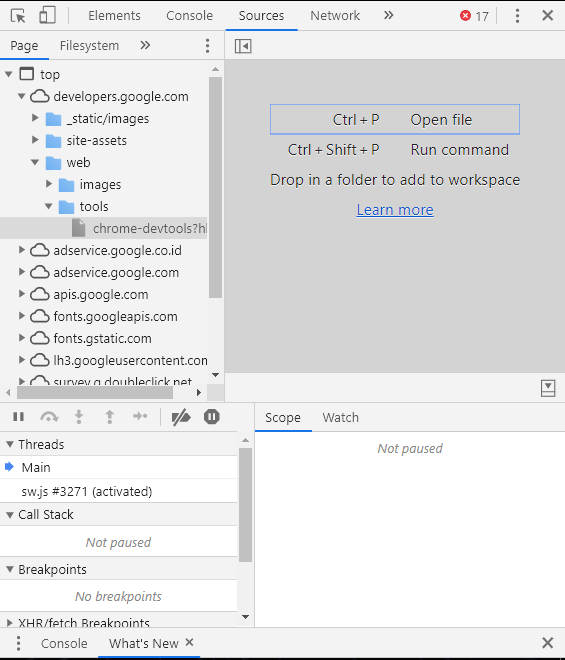 Elements Console Sources Network » 17
Page Filesystem »
top
developers.google.com
_static/images
site-assets
web
images
tools
chrome-devtools?hl
adservice.google.co.id
adservice.google.com
apis.google.com
fonts.googleapis.com
fonts.gstatic.com
lh3.googleusercontent.com
survey.g.doubleclick.net
Ctrl + P Open file
Ctrl + Shift + P Run command
Drop in a folder to add to workspace
Learn more
Threads
Main
sw.js #3271 (activated)
Call Stack
Not paused
Breakpoints
No breakpoints
XHR/fetch Breakpoints
Scope Watch
Not paused
Console What's New